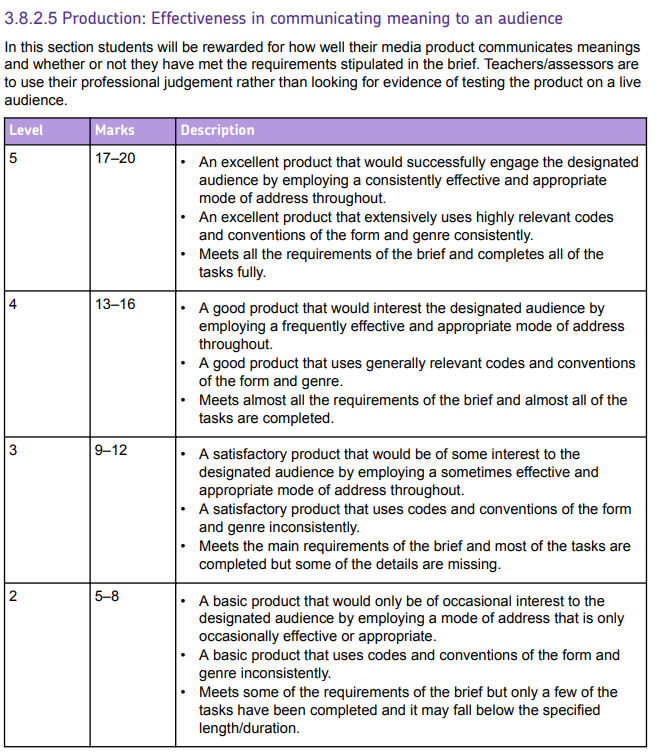 3.8.2.5 Production: Effectiveness in communicating meaning to an audience
In this section students will be rewarded for how well their media product communicates meanings
and whether or not they have met the requirements stipulated in the brief. Teachers/assessors are
to use their professional judgement rather than looking for evidence of testing the product on a live
audience.
Level Marks Description
5 17–20 • An excellent product that would successfully engage the designated
audience by employing a consistently effective and appropriate
mode of address throughout.
• An excellent product that extensively uses highly relevant codes
and conventions of the form and genre consistently.
• Meets all the requirements of the brief and completes all of the
tasks fully.
4 13–16 • A good product that would interest the designated audience by
employing a frequently effective and appropriate mode of address
throughout.
• A good product that uses generally relevant codes and conventions
of the form and genre.
• Meets almost all the requirements of the brief and almost all of the
tasks are completed.
3 9–12 • A satisfactory product that would be of some interest to the
designated audience by employing a sometimes effective and
appropriate mode of address throughout.
• A satisfactory product that uses codes and conventions of the form
and genre inconsistently.
• Meets the main requirements of the brief and most of the tasks are
completed but some of the details are missing.
2 5–8 • A basic product that would only be of occasional interest to the
designated audience by employing a mode of address that is only
occasionally effective or appropriate.
• A basic product that uses codes and conventions of the form and
genre inconsistently.
• Meets some of the requirements of the brief but only a few of the
tasks have been completed and it may fall below the specified
length/duration.